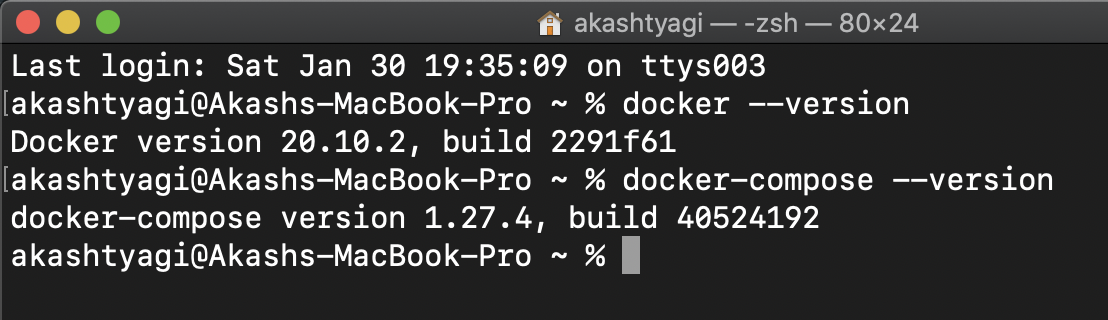 akashtyagi — -zsh — 80×24
Last login: Sat Jan 30 19:35:09 on ttys003
[akashtyagi@Akashs-MacBook-Pro ~ % docker --version
Docker version 20.10.2, build 2291f61
[akashtyagi@Akashs-MacBook-Pro ~ % docker-compose --version
docker-compose version 1.27.4, build 40524192
akashtyagi@Akashs-MacBook-Pro ~ %